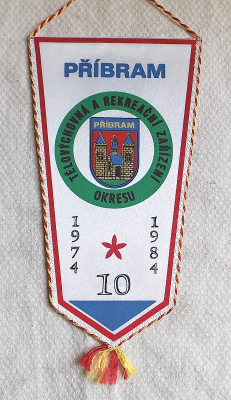 PŘÍBRAM
TĚLOVÝCHOVNÁ A REKREAČNÍ ZAŘÍZENÍ
OKRESU
PŘÍBRAM
1974
1984
10